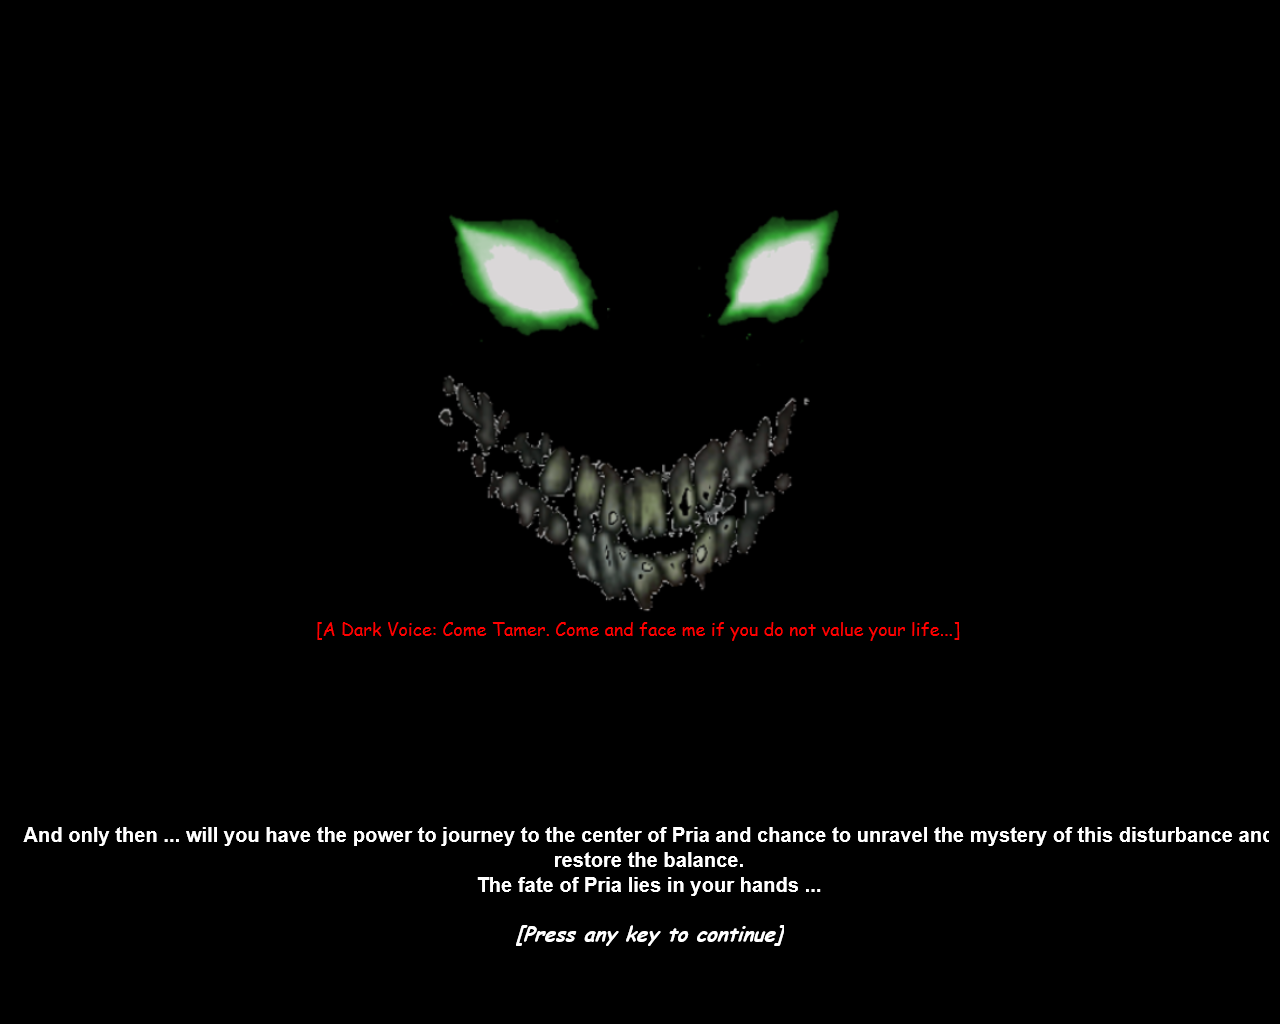 [A Dark Voice: Come Tamer. Come and face me if you do not value your life...]
And only then ... will you have the power to journey to the center of Pria and chance to unravel the mystery of this disturbance and
restore the balance.
The fate of Pria lies in your hands ...
[Press any key to continue]